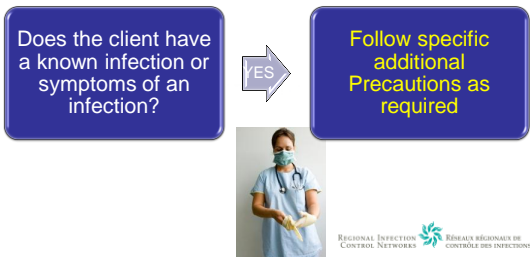 Does the client have
a known infection or
symptoms of an
infection?
YES
Follow specific
additional
Precautions as
required
REGIONAL INFECTION
CONTROL NETWORKS
RÉSEAUX RÉGIONAUX DE
CONTRÔLE DES INFECTIONS